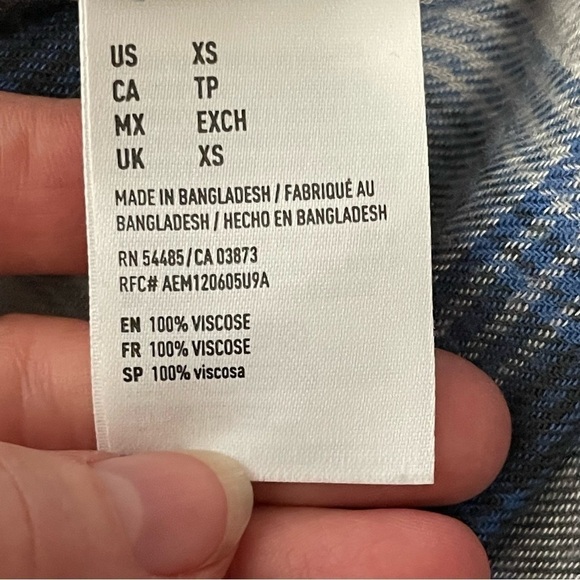 US XS
CA TP
MX EXCH
UK XS
MADE IN BANGLADESH / FABRIQUÉ AU
BANGLADESH / HECHO EN BANGLADESH
RN 54485/CA 03873
RFC# AEM120605U9A
EN 100% VISCOSE
FR 100% VISCOSE
SP 100% viscosa